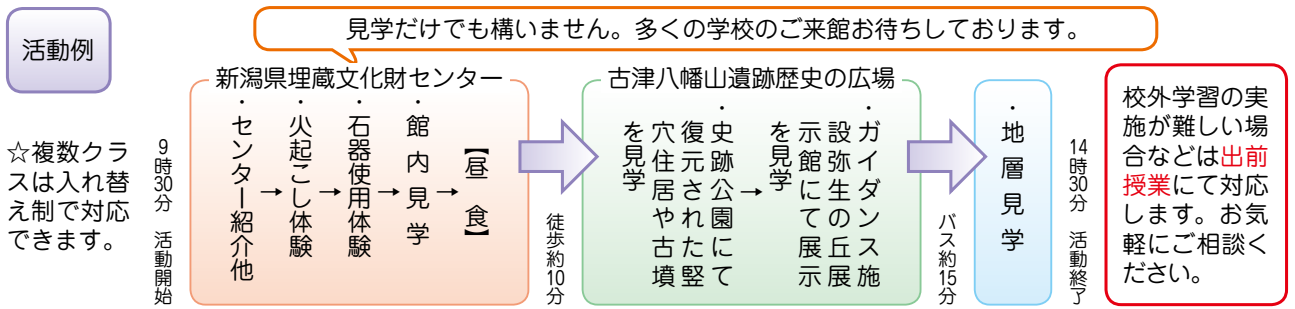 活動例
見学だけでも構いません。多くの学校のご来館お待ちしております。
☆複数クラ
スは入れ替
え制で対応
できます。
9時30分 活動開始
新潟県埋蔵文化財センター
・センター紹介他
→
・火起こし体験
→
・石器使用体験
→
・館内見学
→
【昼食】
徒歩約10分
古津八幡山遺跡歴史の広場
・史跡公園にて
復元された竪
穴住居や古墳
を見学
→
・ガイダンス施
設弥生の丘展
示館にて展示
を見学
バス約15分
・地層見学
14時30分 活動終了
校外学習の実
施が難しい場
合などは出前
授業にて対応
します。お気
軽にご相談く
ださい。